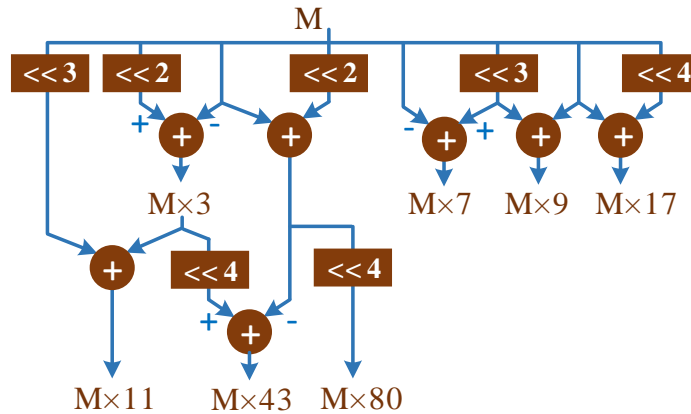 M
<< 3
<< 2
<< 2
<< 3
<< 4
+ -
- +
+
+
+
+
+
M×3
M×7
M×9
M×17
+
<< 4
<< 4
+ -
+
M×11
M×43
M×80